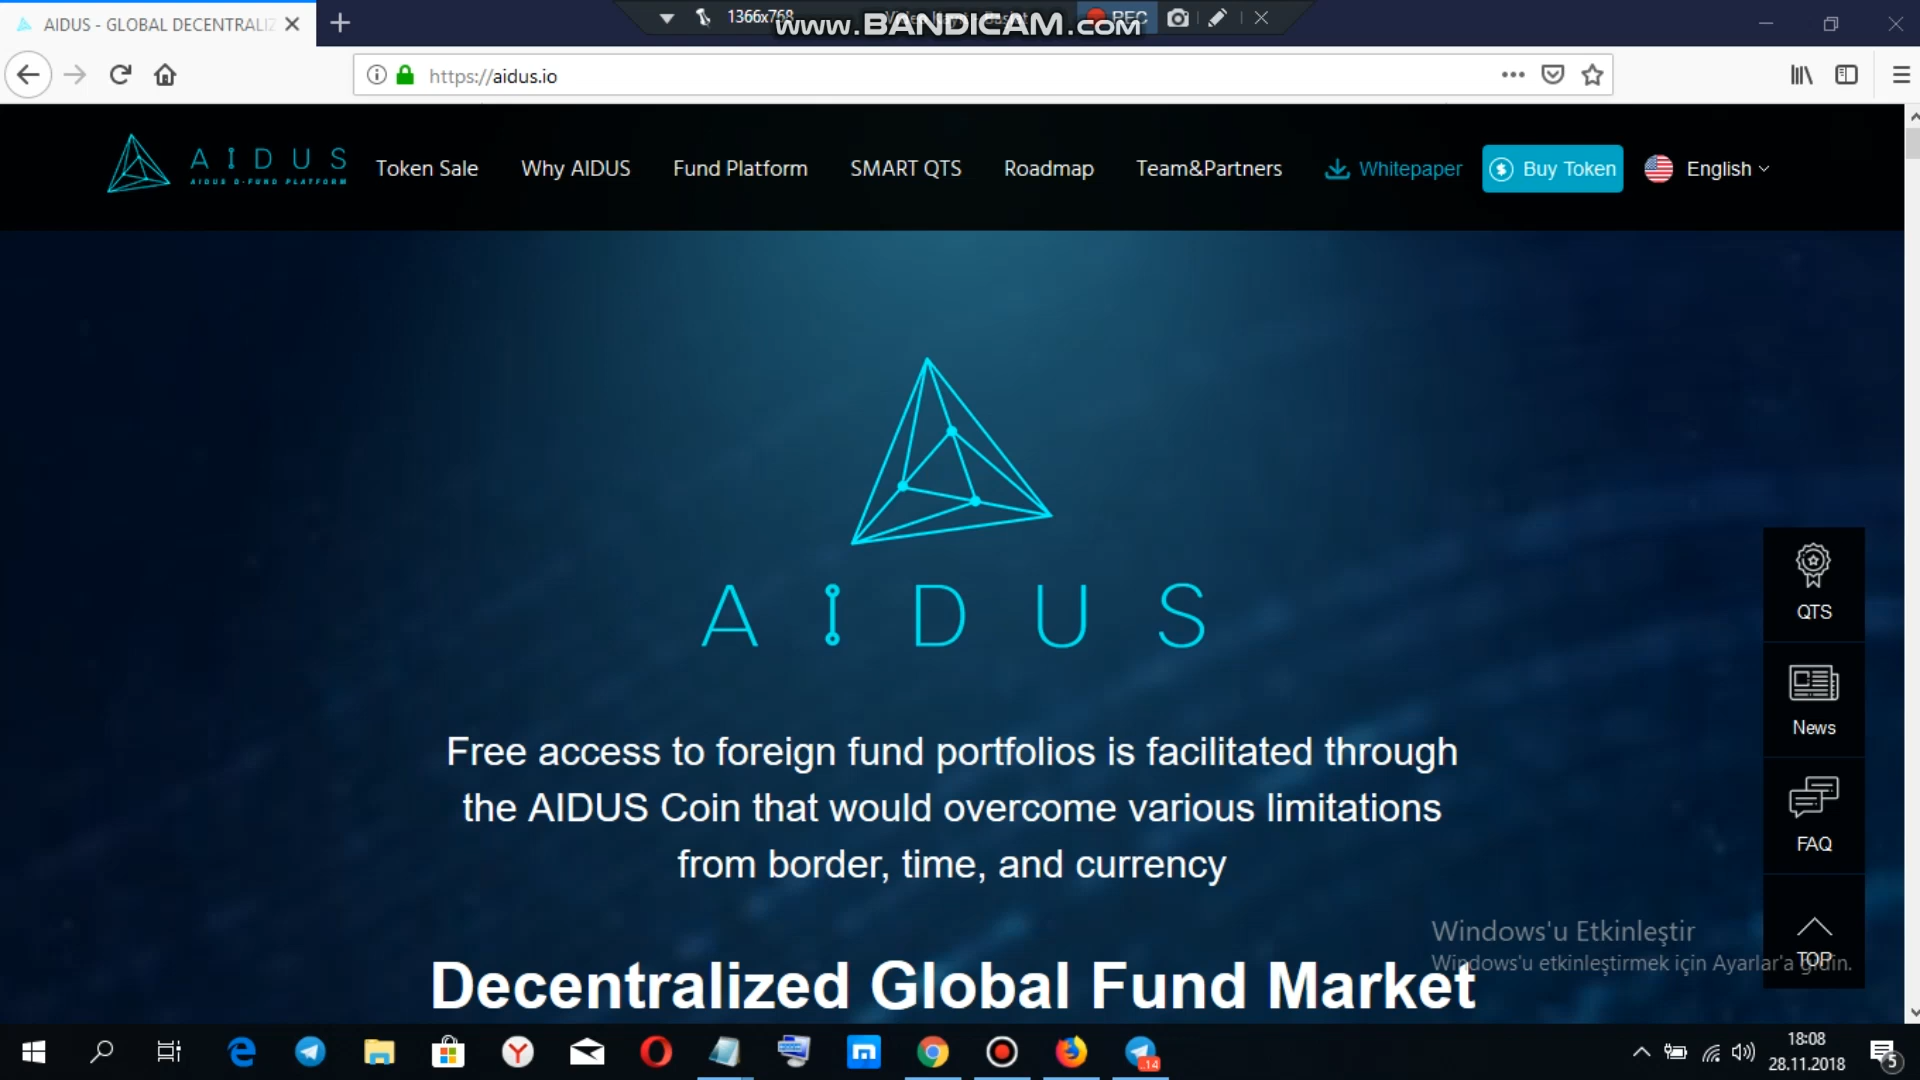 AIDUS - GLOBAL DECENTRALIZ
1366x768
REC
www.BANDICAM.com
https://aidus.io
AIDUS
AIDUS D-FUND PLATFORM
Token Sale
Why AIDUS
Fund Platform
SMART QTS
Roadmap
Team&Partners
Whitepaper
Buy Token
English
AIDUS
QTS
News
FAQ
TOP
Free access to foreign fund portfolios is facilitated through
the AIDUS Coin that would overcome various limitations
from border, time, and currency
Decentralized Global Fund Market
Windows'u Etkinleştir
Windows'u etkinleştirmek için Ayarlar'a gidin.
14
18:08
28.11.2018
5